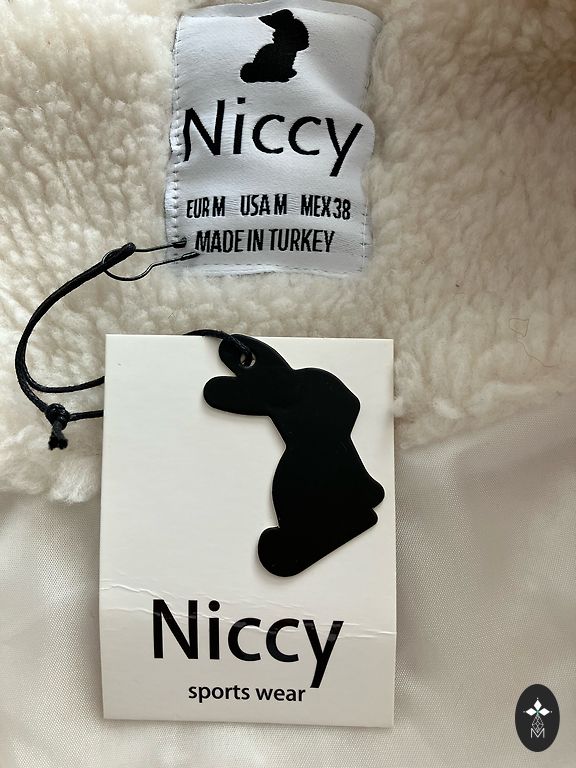 Niccy
EUR M USA M MEX 38
MADE IN TURKEY
Niccy
sports wear
M